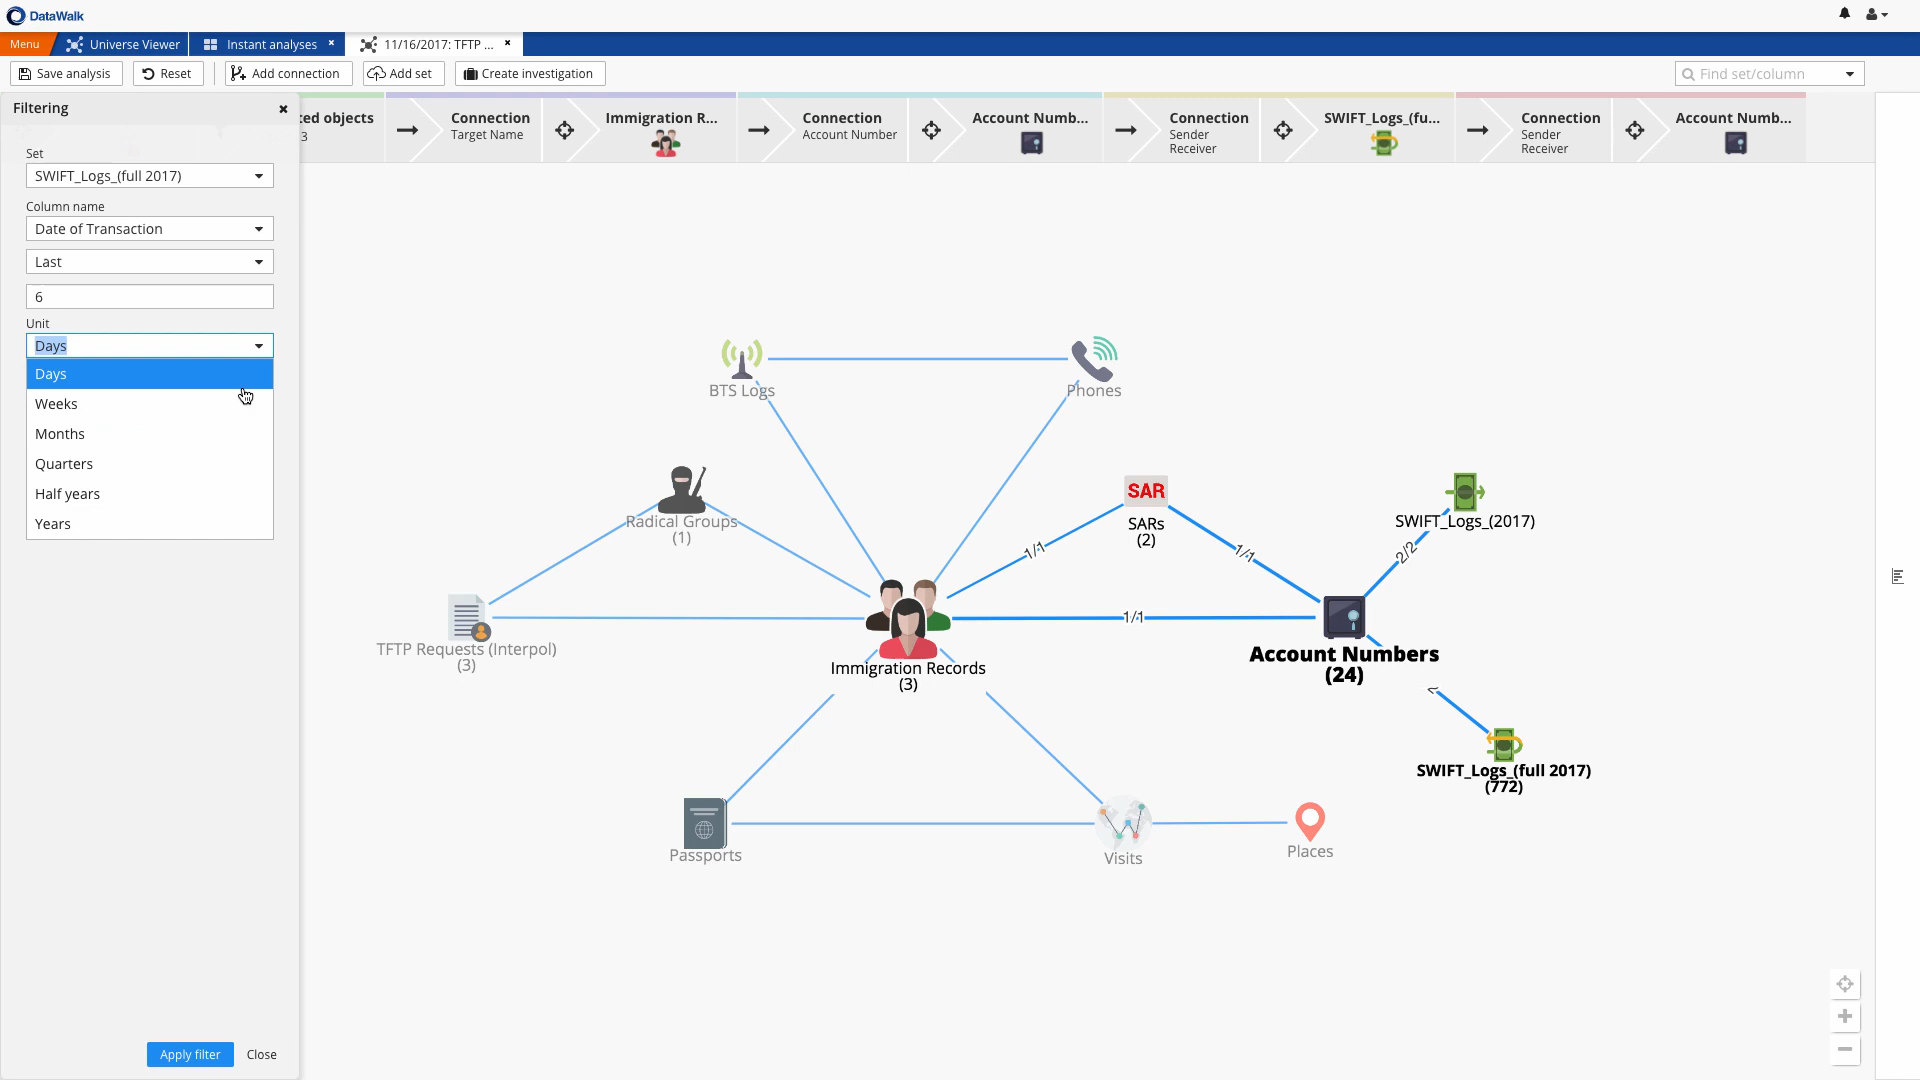 DataWalk
Menu
Universe Viewer
Instant analyses
11/16/2017: TFTP ...
Save analysis
Reset
Add connection
Add set
Create investigation
Find set/column
Filtering
ted objects
3
Connection
Target Name
Immigration R...
Connection
Account Number
Account Numb...
Connection
Sender
Receiver
SWIFT_Logs_(fu...
Connection
Sender
Receiver
Account Numb...
Set
SWIFT_Logs_(full 2017)
Column name
Date of Transaction
Last
6
Unit
Days
Days
Weeks
Months
Quarters
Half years
Years
BTS Logs
Phones
Radical Groups
(1)
SAR
SARs
(2)
SWIFT_Logs_(2017)
1/1
1/1
2/2
TFTP Requests (Interpol)
(3)
1/1
Immigration Records
(3)
Account Numbers
(24)
SWIFT_Logs_(full 2017)
(772)
Passports
Visits
Places
Apply filter
Close